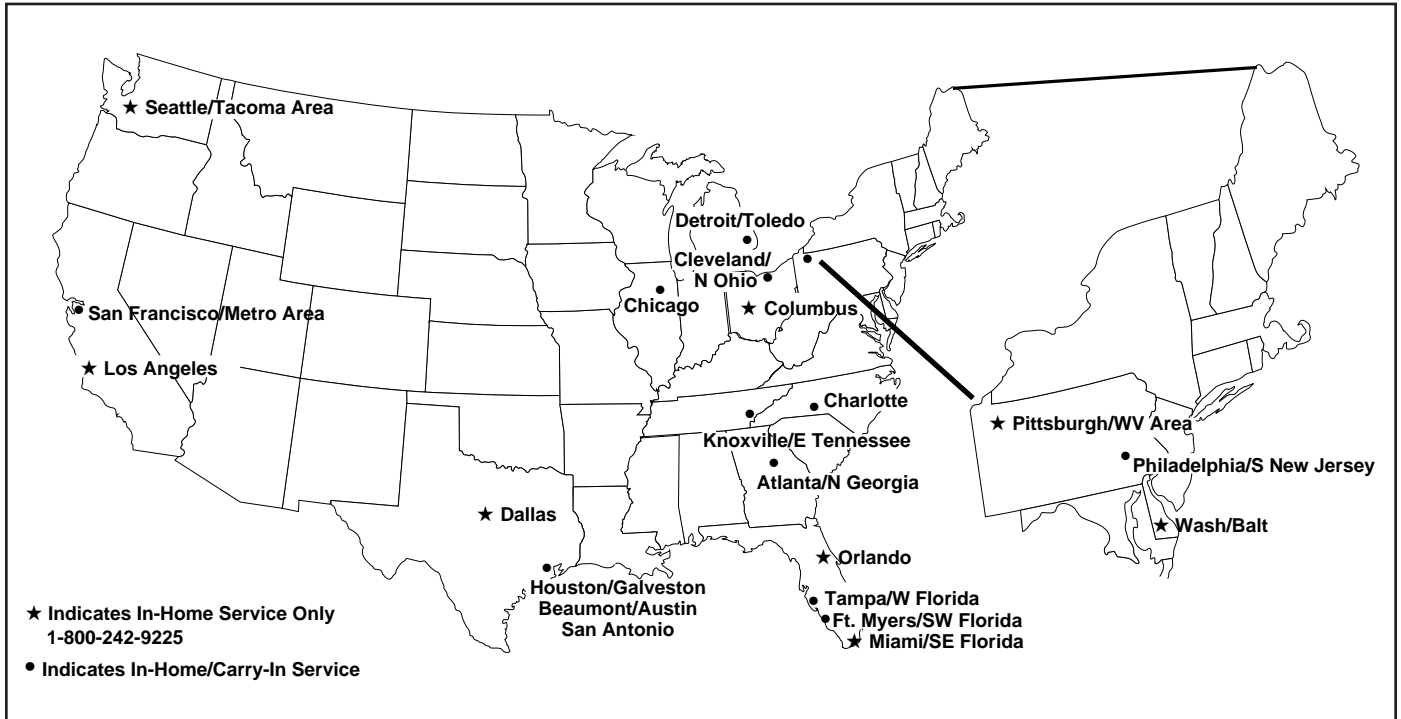 Seattle/Tacoma Area
Detroit/Toledo
Cleveland/
N Ohio
Chicago
Columbus
San Francisco/Metro Area
Los Angeles
Charlotte
Knoxville/E Tennessee
Atlanta/N Georgia
Pittsburgh/WV Area
Philadelphia/S New Jersey
Wash/Balt
Dallas
Orlando
Houston/Galveston
Beaumont/Austin
San Antonio
Tampa/W Florida
Ft. Myers/SW Florida
Miami/SE Florida
★ Indicates In-Home Service Only
1-800-242-9225
• Indicates In-Home/Carry-In Service